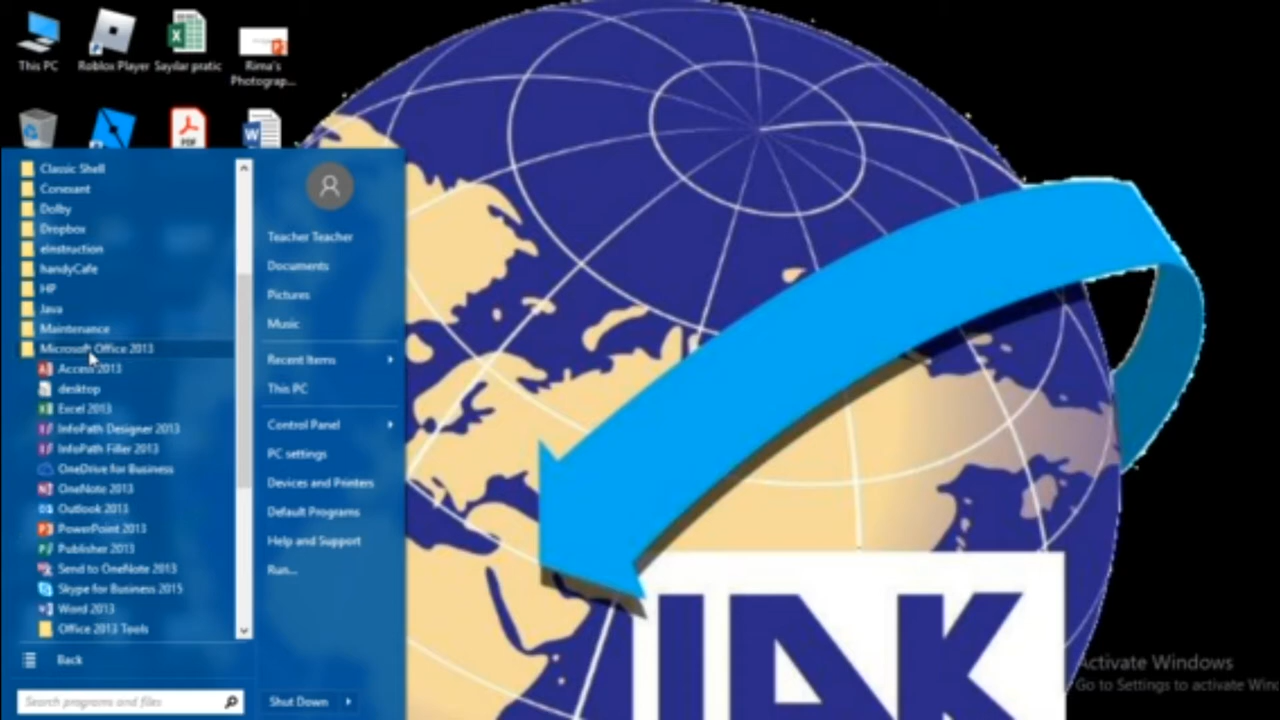 This PC
Roblox Player
Sayılar pratic
Rima's
Photograp...
PDF
Classic Shell
Conexant
Dolby
Dropbox
eInstruction
handyCafe
HP
Java
Maintenance
Microsoft Office 2013
Access 2013
desktop
Excel 2013
InfoPath Designer 2013
InfoPath Filler 2013
OneDrive for Business
OneNote 2013
Outlook 2013
PowerPoint 2013
Publisher 2013
Send to OneNote 2013
Skype for Business 2015
Word 2013
Office 2013 Tools
Back
Search programs and files
Teacher Teacher
Documents
Pictures
Music
Recent Items
This PC
Control Panel
PC settings
Devices and Printers
Default Programs
Help and Support
Run...
Shut Down
Activate Windows
Go to Settings to activate Wind